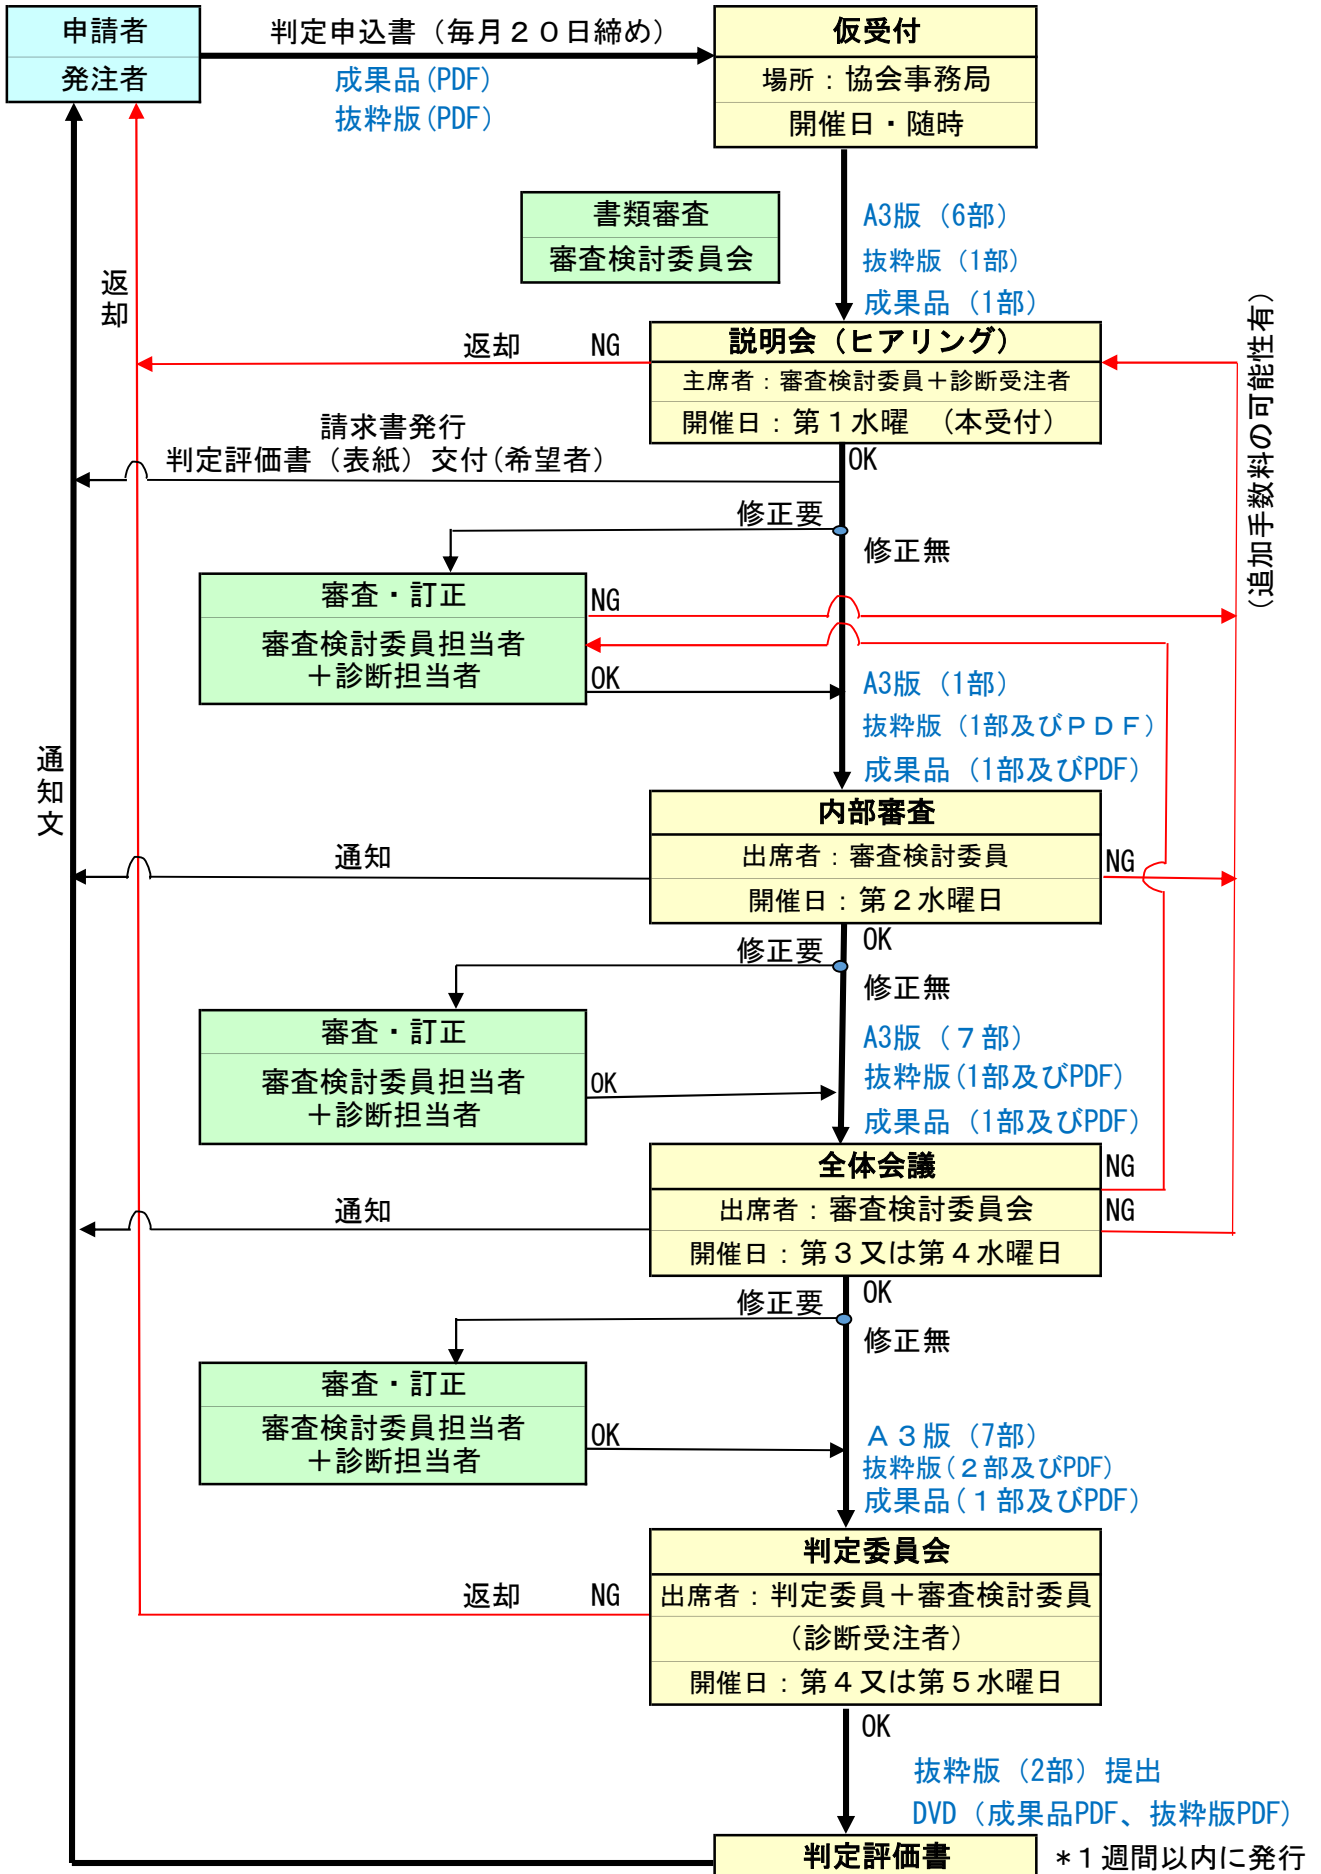 申請者
発注者
判定申込書（毎月２０日締め）
成果品(PDF)
抜粋版(PDF)
仮受付
場所：協会事務局
開催日・随時
書類審査
審査検討委員会
A3版（6部）
抜粋版（1部）
成果品（1部）
返却
説明会（ヒアリング）
主席者：審査検討委員＋診断受注者
開催日：第１水曜　（本受付）
返却　NG
（追加手数料の可能性有）
請求書発行
判定評価書（表紙）交付(希望者)
OK
修正要
修正無
審査・訂正
審査検討委員担当者
＋診断担当者
NG
OK
A3版（1部）
抜粋版（1部及びＰＤＦ）
成果品（1部及びPDF）
通知文
内部審査
出席者：審査検討委員
開催日：第２水曜日
通知
NG
OK
修正要
修正無
審査・訂正
審査検討委員担当者
＋診断担当者
OK
A3版（７部）
抜粋版(1部及びPDF)
成果品（1部及びPDF）
全体会議
出席者：審査検討委員会
開催日：第３又は第４水曜日
通知
NG
NG
OK
修正要
修正無
審査・訂正
審査検討委員担当者
＋診断担当者
OK
Ａ３版（7部）
抜粋版(２部及びPDF)
成果品(１部及びPDF)
判定委員会
出席者：判定委員＋審査検討委員
（診断受注者）
開催日：第４又は第５水曜日
返却　NG
OK
抜粋版（2部）提出
DVD（成果品PDF、抜粋版PDF）
判定評価書
＊１週間以内に発行